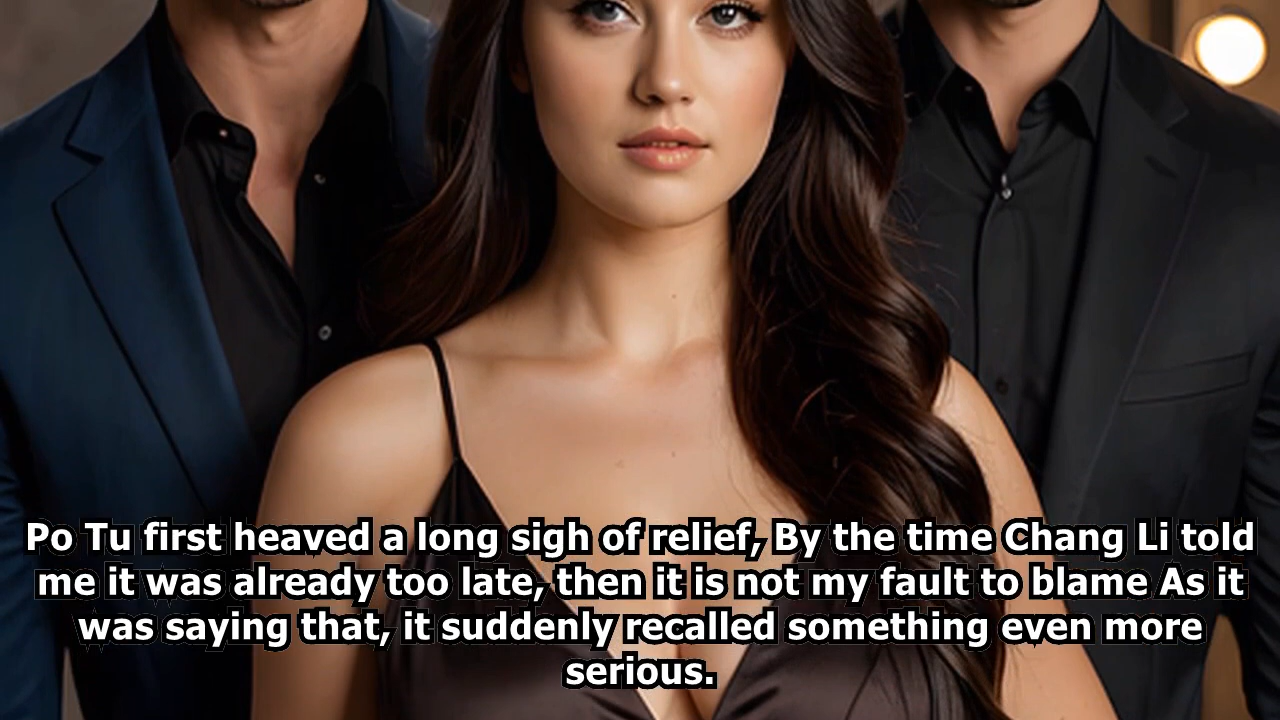 Po Tu first heaved a long sigh of relief, By the time Chang Li told
me it was already too late, then it is not my fault to blame As it
was saying that, it suddenly recalled something even more
serious.